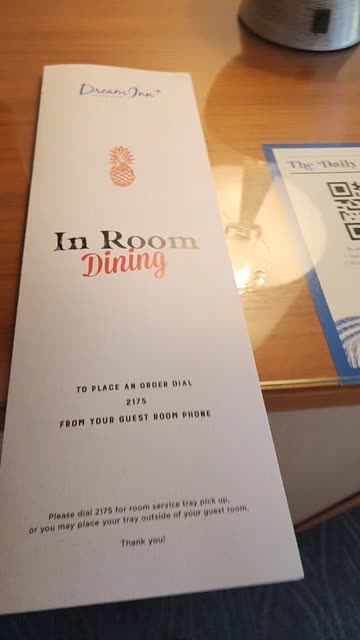 Dream Inn
In Room
Dining
TO PLACE AN ORDER DIAL
2175
FROM YOUR GUEST ROOM PHONE
Please dial 2175 for room service tray pick up,
or you may place your tray outside of your guest room.
Thank you!
The Daily